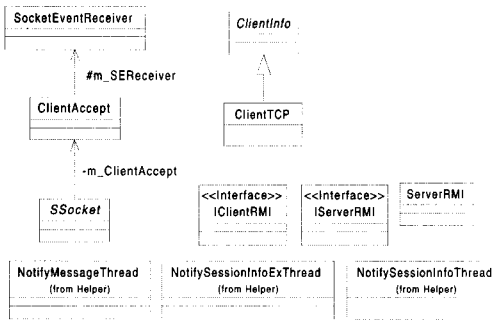 SocketEventReceiver
ClientInfo
#m_SEReceiver
ClientAccept
ClientTCP
-m_ClientAccept
SSocket
<<Interface>>
IClientRMI
<<Interface>>
IServerRMI
ServerRMI
NotifyMessageThread
(from Helper)
NotifySessionInfoExThread
(from Helper)
NotifySessionInfoThread
(from Helper)